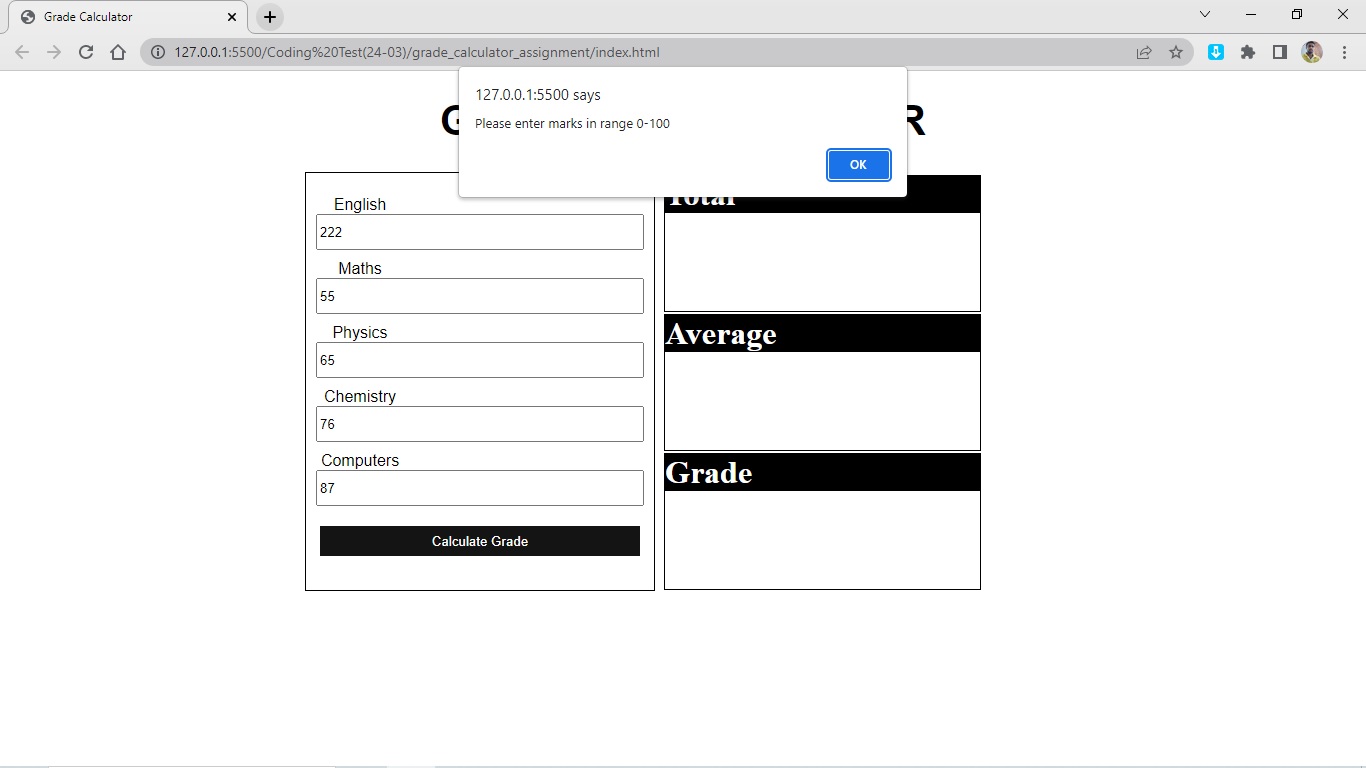 Grade Calculator
127.0.0.1:5500/Coding%20Test(24-03)/grade_calculator_assignment/index.html
127.0.0.1:5500 says
Please enter marks in range 0-100
OK
G R
English
222
Maths
55
Physics
65
Chemistry
76
Computers
87
Calculate Grade
Total
Average
Grade